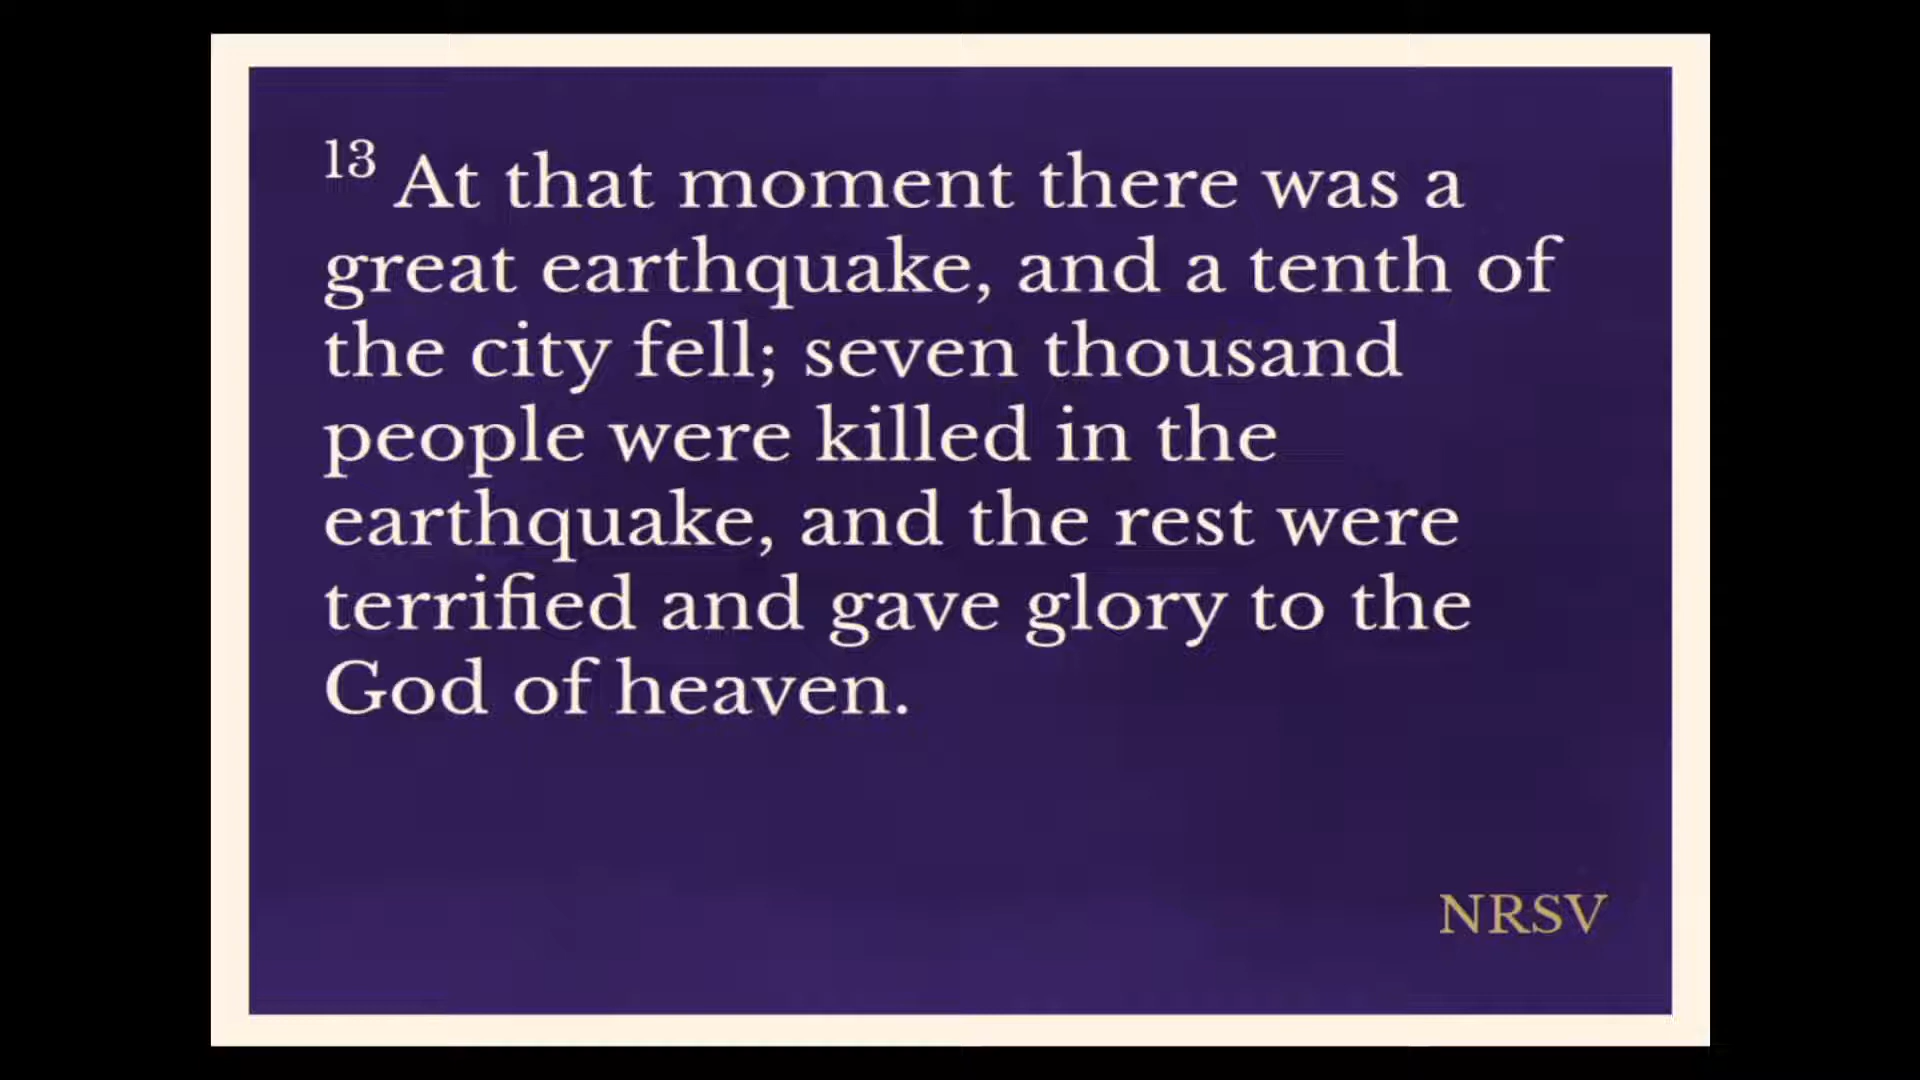 13 At that moment there was a
great earthquake, and a tenth of
the city fell; seven thousand
people were killed in the
earthquake, and the rest were
terrified and gave glory to the
God of heaven.
NRSV